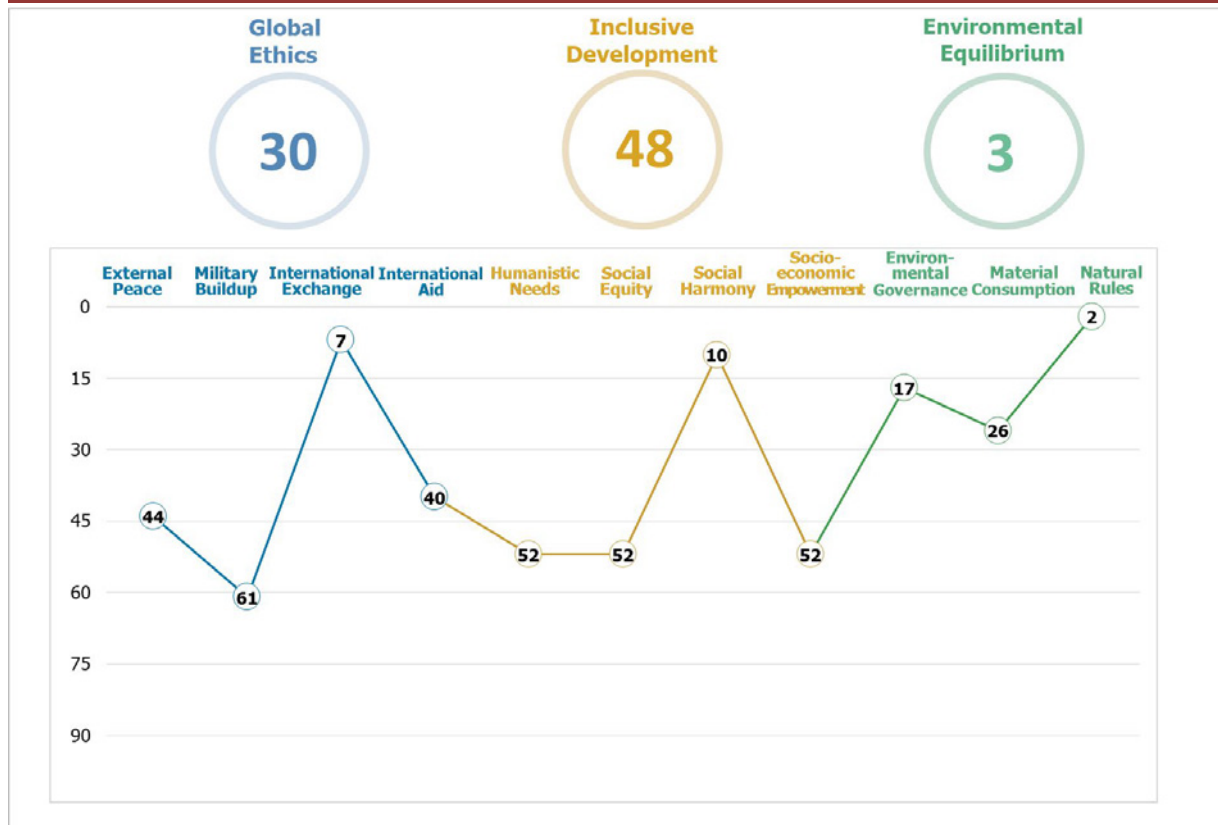 Global
Ethics
30
Inclusive
Development
48
Environmental
Equilibrium
3
External
Peace
Military
Buildup
International
Exchange
International
Aid
Humanistic
Needs
Social
Equity
Social
Harmony
Socio-
economic
Empowerment
Environ-
mental
Governance
Material
Consumption
Natural
Rules
0
15
30
45
60
75
90
44
61
7
40
52
52
10
52
17
26
2